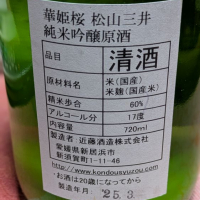 華姫桜 松山三井
純米吟醸原酒
品目 清酒
原材料名 米(国産)
米麹(国産米)
精米歩合 60%
アルコール分 17度
内容量 720ml
製造者:近藤酒造株式会社
愛媛県新居浜市
新須賀町1-11-46
http://www.kondousyuzou.com
お酒は20歳になってから
製造年月 25.3